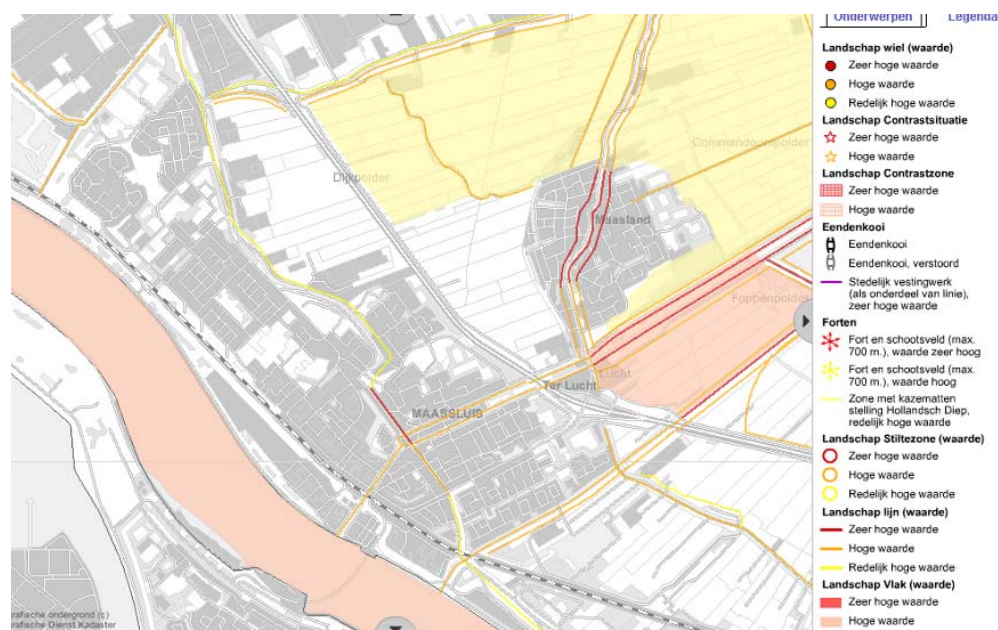 Onderwerpen
Legenda
Landschap wiel (waarde)
Zeer hoge waarde
Hoge waarde
Redelijk hoge waarde
Landschap Contrastsituatie
Zeer hoge waarde
Hoge waarde
Landschap Contrastzone
Zeer hoge waarde
Hoge waarde
Eendenkooi
Eendenkooi
Eendenkooi, verstoord
Stedelijk vestingwerk
(als onderdeel van linie),
zeer hoge waarde
Forten
Fort en schootsveld (max.
700 m.), waarde zeer hoog
Fort en schootsveld (max.
700 m.), waarde hoog
Zone met kazematten
stelling Hollandsch Diep,
redelijk hoge waarde
Landschap Stiltezone (waarde)
Zeer hoge waarde
Hoge waarde
Redelijk hoge waarde
Landschap lijn (waarde)
Zeer hoge waarde
Hoge waarde
Redelijk hoge waarde
Landschap Vlak (waarde)
Zeer hoge waarde
Hoge waarde
Commandeurspolder
Dijkpolder
Maasland
Foppenpolder
Lucht
Ter Lucht
MAASSLUIS
grafische ondergrond (c)
grafische Dienst Kadaster